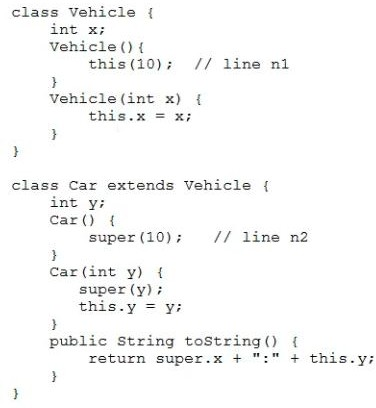 class Vehicle {
    int x;
    Vehicle(){
        this(10);  // line n1
    }
    Vehicle(int x) {
        this.x = x;
    }
}

class Car extends Vehicle {
    int y;
    Car() {
        super(10);   // line n2
    }
    Car(int y) {
       super(y);
       this.y = y;
    }
    public String toString() {
        return super.x + ":" + this.y;
    }
}